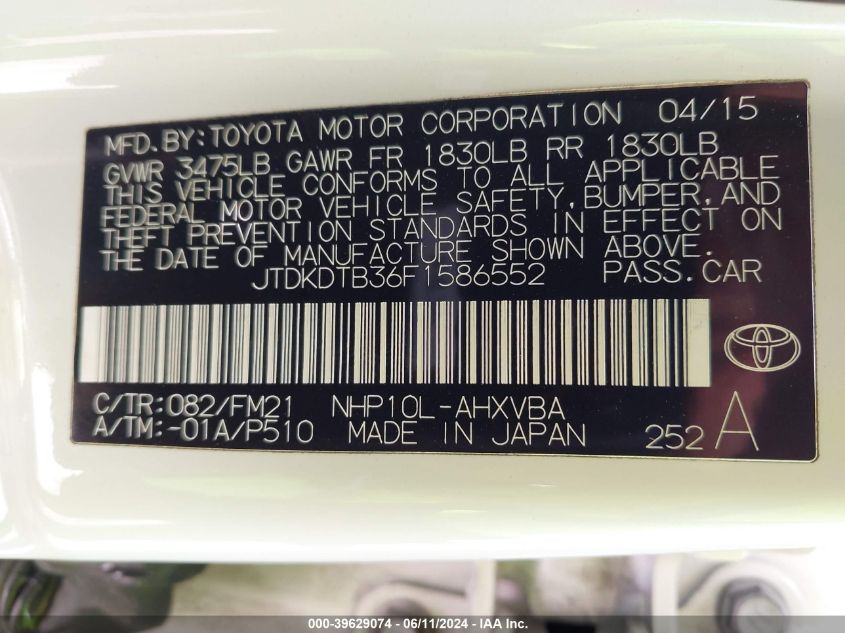 MFD.BY:TOYOTA MOTOR CORPORATION 04/15
GVWR 3475LB GAWR FR 1830LB RR 1830LB
THIS VEHICLE CONFORMS TO ALL APPLICABLE
FEDERAL MOTOR VEHICLE SAFETY,BUMPER,AND
THEFT PREVENTION STANDARDS IN EFFECT ON
THE DATE OF MANUFACTURE SHOWN ABOVE.
JTDKDTB36F1586552 PASS.CAR
C/TR:082/FM21 NHP10L-AHXVBA
A/TM:-01A/P510 MADE IN JAPAN 252 A
000-39629074 - 06/11/2024 - IAA Inc.